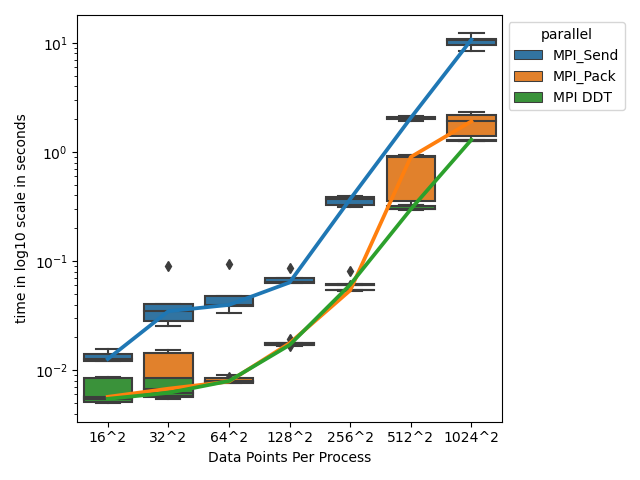 parallel
MPI_Send
MPI_Pack
MPI DDT
time in log10 scale in seconds
10^1
10^0
10^−1
10^−2
16^2 32^2 64^2 128^2 256^2 512^2 1024^2
Data Points Per Process